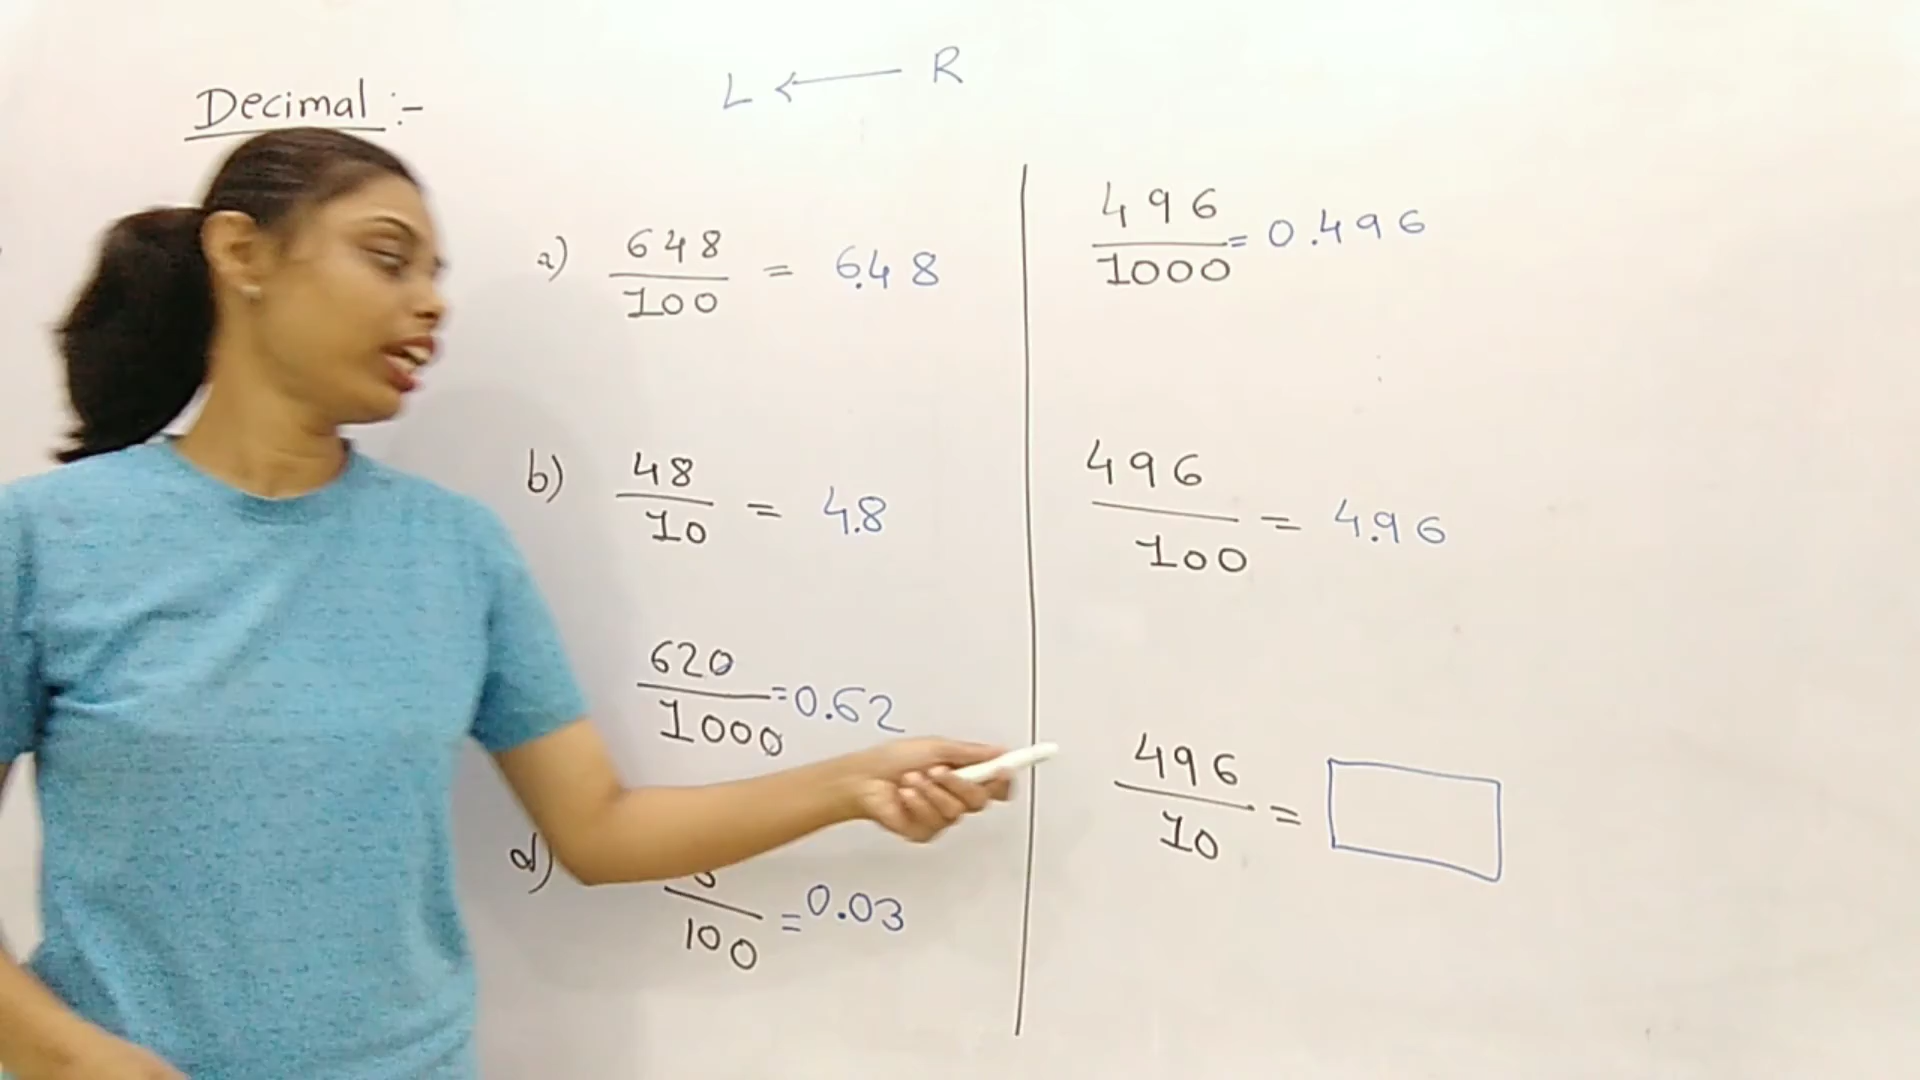 Decimal :-
L ← R
a) 648/100 = 6.48
b) 48/10 = 4.8
620/1000 = 0.62
d) /100 = 0.03
496/1000 = 0.496
496/100 = 4.96
496/10 =